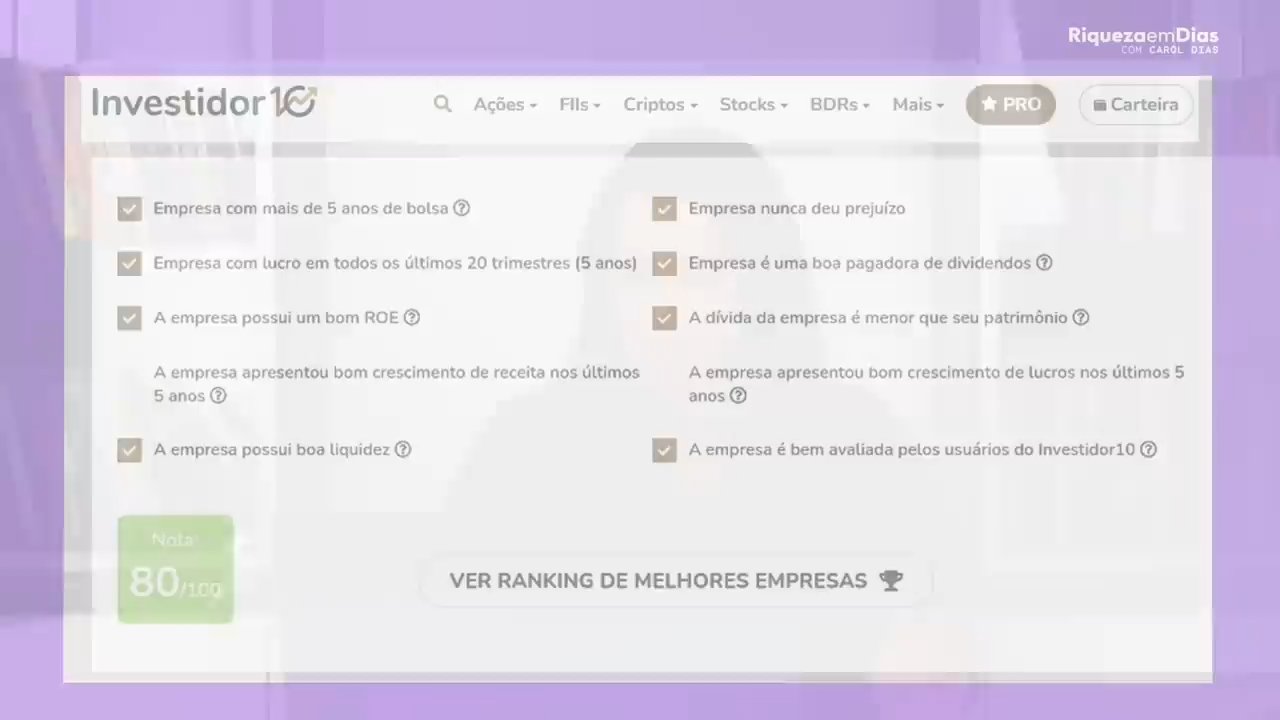 RiquezaemDias
COM CAROL DIAS
Investidor10
Ações
FIIs
Criptos
Stocks
BDRs
Mais
PRO
Carteira
Empresa com mais de 5 anos de bolsa
Empresa nunca deu prejuízo
Empresa com lucro em todos os últimos 20 trimestres (5 anos)
Empresa é uma boa pagadora de dividendos
A empresa possui um bom ROE
A dívida da empresa é menor que seu patrimônio
A empresa apresentou bom crescimento de receita nos últimos
5 anos
A empresa apresentou bom crescimento de lucros nos últimos 5
anos
A empresa possui boa liquidez
A empresa é bem avaliada pelos usuários do Investidor10
Nota:
80/100
VER RANKING DE MELHORES EMPRESAS